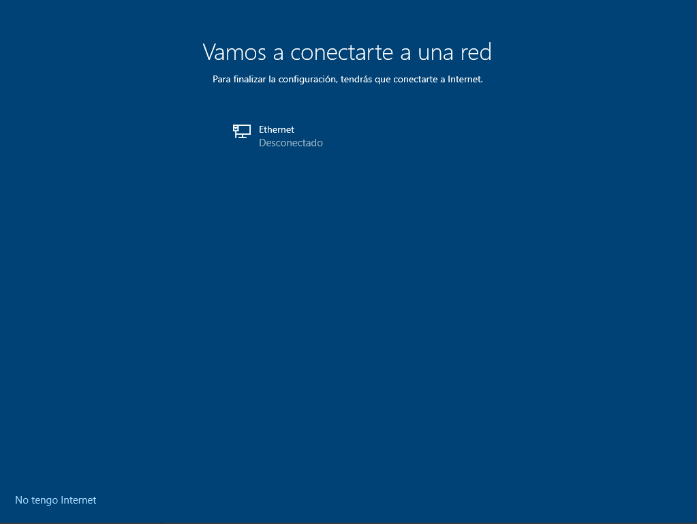 Vamos a conectarte a una red
Para finalizar la configuración, tendrás que conectarte a Internet.
Ethernet
Desconectado
No tengo Internet